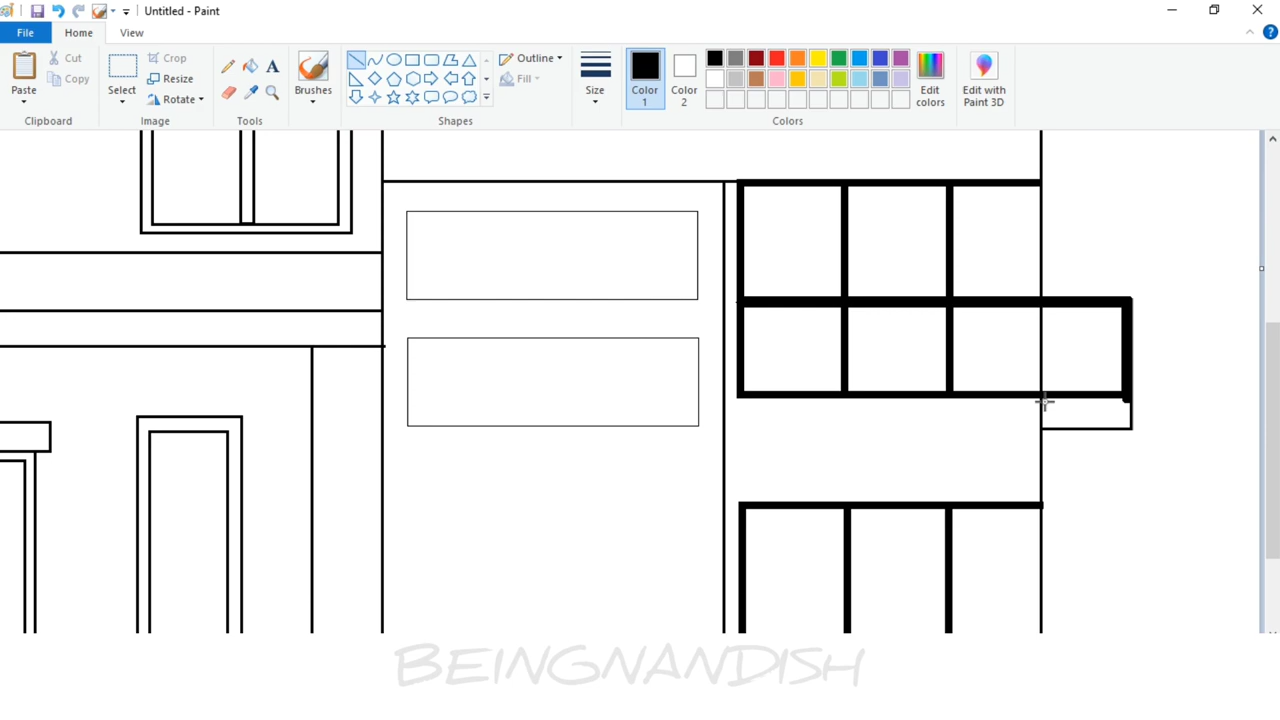 Untitled - Paint
File Home View
Paste Cut Copy Clipboard
Select Crop Resize Rotate Image
Tools
Brushes
Outline Fill Shapes
Size
Color 1 Color 2 Edit colors Colors
Edit with Paint 3D
BEINGNANDISH